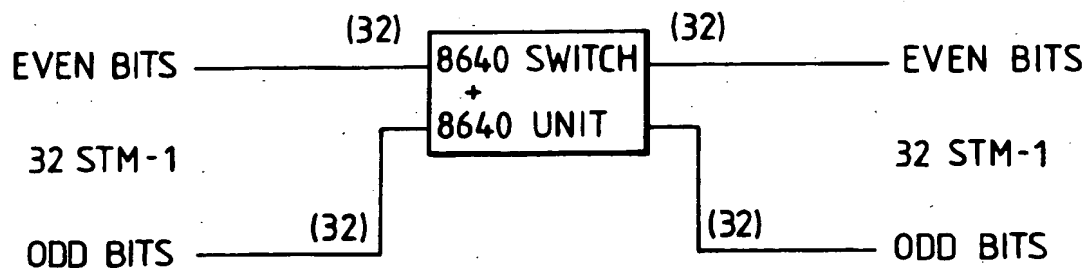 (32)
(32)
EVEN BITS
8640 SWITCH
EVEN BITS
+
8640 UNIT
32 STM-1
32 STM-1
(32)
(32)
ODD BITS
ODD BITS